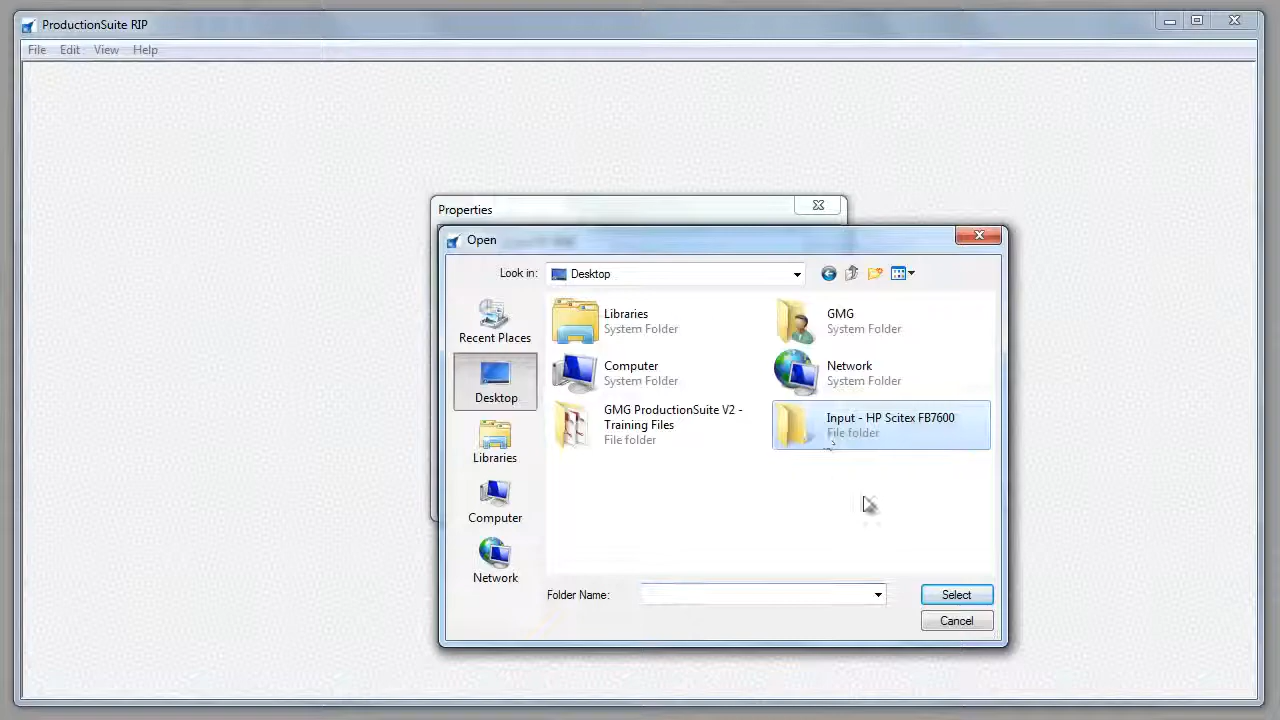 ProductionSuite RIP
File Edit View Help
Properties
Open
Look in: Desktop
Recent Places
Desktop
Libraries
Computer
Network
Libraries
System Folder
GMG
System Folder
Computer
System Folder
Network
System Folder
GMG ProductionSuite V2 -
Training Files
File folder
Input - HP Scitex FB7600
File folder
Folder Name:
Select
Cancel